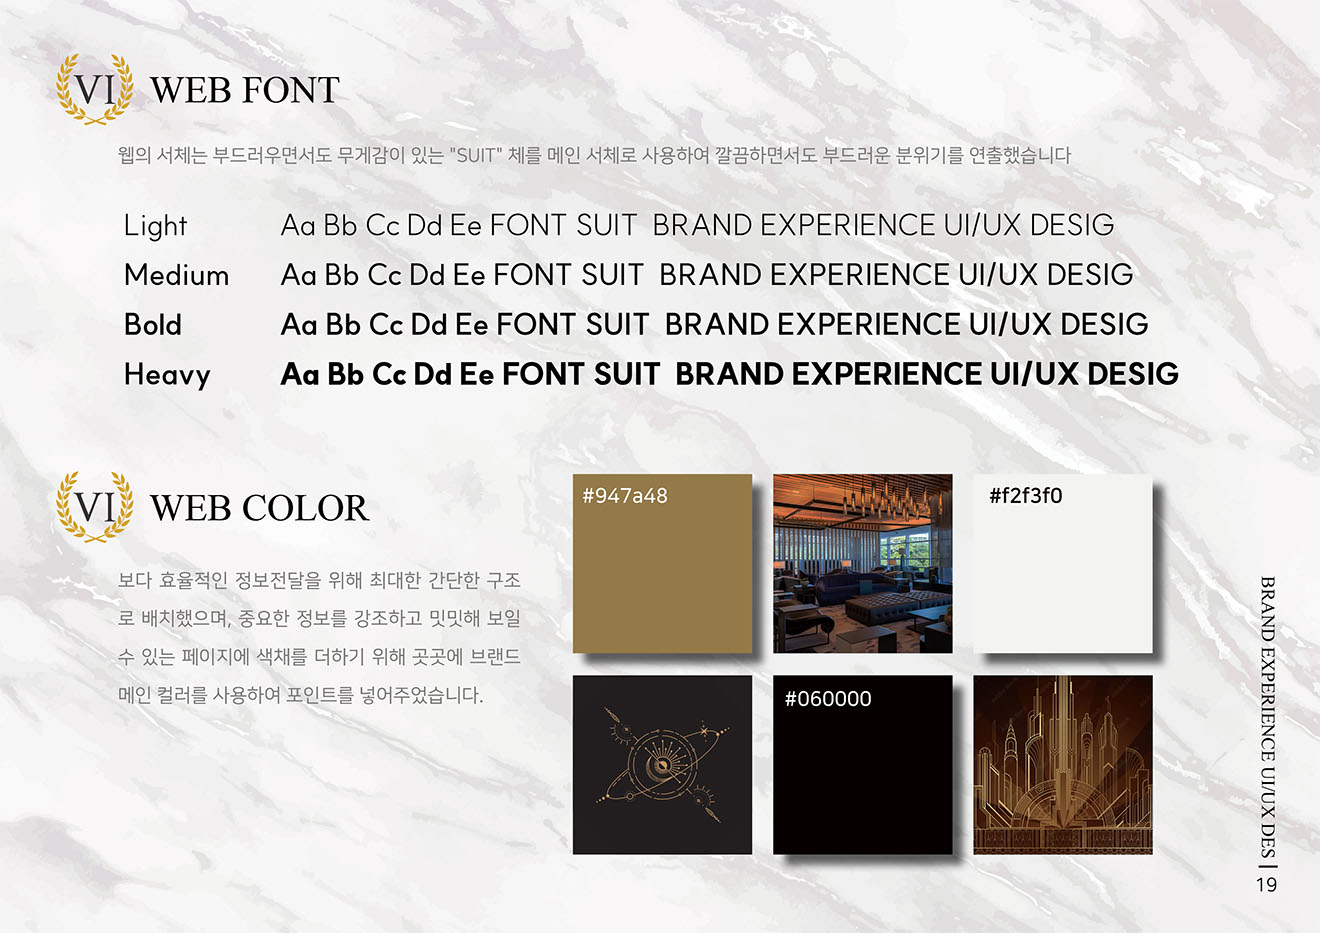 VI WEB FONT
웹의 서체는 부드러우면서도 무게감이 있는 "SUIT" 체를 메인 서체로 사용하여 깔끔하면서도 부드러운 분위기를 연출했습니다
Light Aa Bb Cc Dd Ee FONT SUIT BRAND EXPERIENCE UI/UX DESIG
Medium Aa Bb Cc Dd Ee FONT SUIT BRAND EXPERIENCE UI/UX DESIG
Bold Aa Bb Cc Dd Ee FONT SUIT BRAND EXPERIENCE UI/UX DESIG
Heavy Aa Bb Cc Dd Ee FONT SUIT BRAND EXPERIENCE UI/UX DESIG
VI WEB COLOR
보다 효율적인 정보전달을 위해 최대한 간단한 구조
로 배치했으며, 중요한 정보를 강조하고 밋밋해 보일
수 있는 페이지에 색채를 더하기 위해 곳곳에 브랜드
메인 컬러를 사용하여 포인트를 넣어주었습니다.
#947a48
#f2f3f0
#060000
BRAND EXPERIENCE UI/UX DES
19